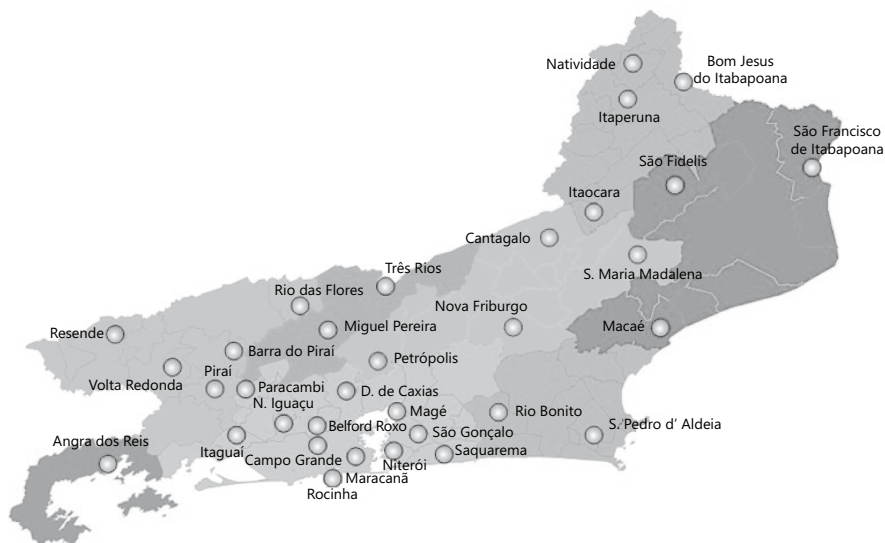 Natividade
Bom Jesus
do Itabapoana
Itaperuna
São Francisco
de Itabapoana
São Fidelis
Itaocara
Cantagalo
S. Maria Madalena
Três Rios
Rio das Flores
Nova Friburgo
Macaé
Resende
Miguel Pereira
Barra do Piraí
Petrópolis
Volta Redonda
Piraí
Paracambi
D. de Caxias
N. Iguaçu
Magé
Rio Bonito
Belford Roxo
São Gonçalo
S. Pedro d’ Aldeia
Angra dos Reis
Itaguaí
Campo Grande
Niterói
Saquarema
Maracanã
Rocinha